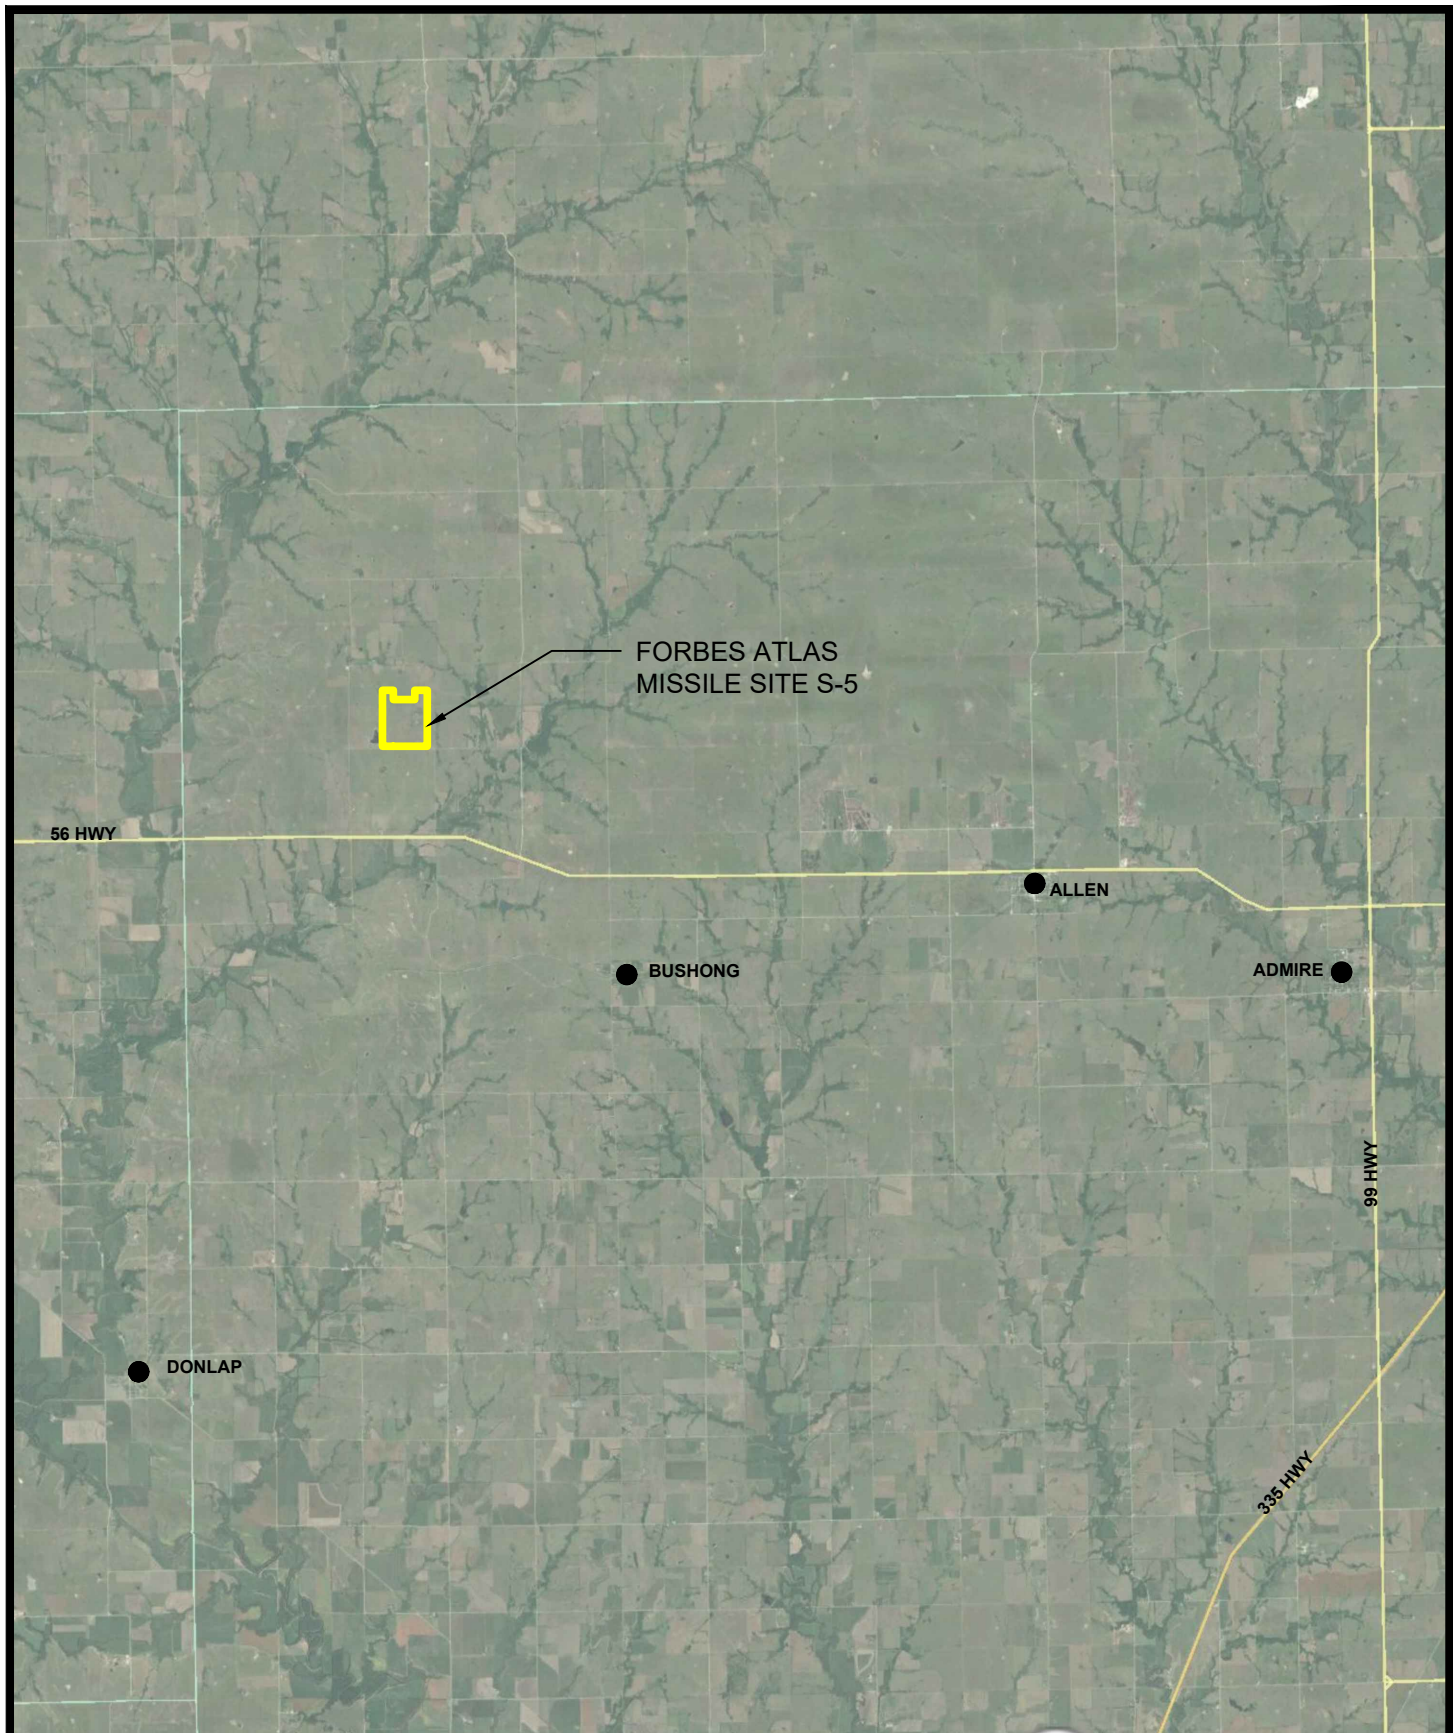 FORBES ATLAS
MISSILE SITE S-5
56 HWY
ALLEN
BUSHONG
ADMIRE
99 HWY
DONLAP
335 HWY